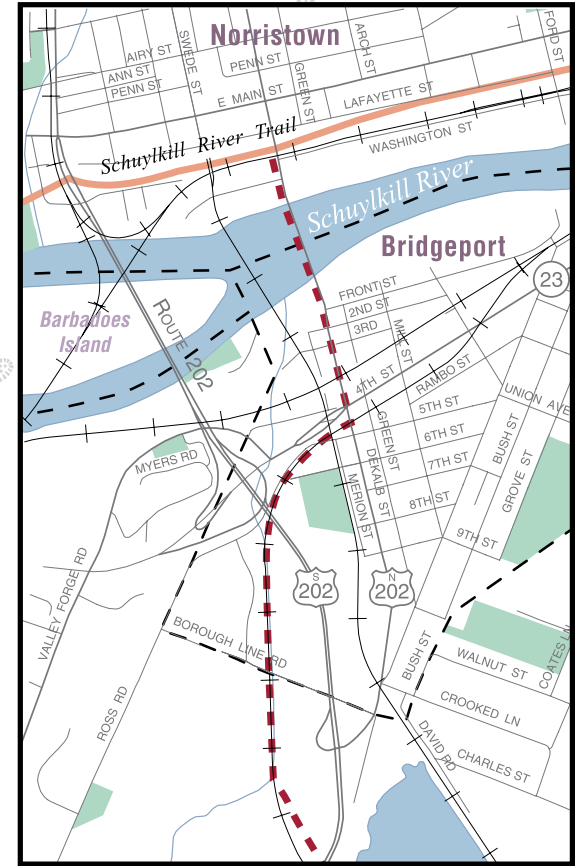 Norristown
AIRY ST
ANN ST
PENN ST
SWEDE ST
PENN ST
E MAIN ST
GREEN ST
ARCH ST
FORD ST
LAFAYETTE ST
WASHINGTON ST
Schuylkill River Trail
Schuylkill River
Bridgeport
23
Barbadoes
Island
ROUTE 202
FRONT ST
2ND ST
3RD
MILL ST
4TH ST
RAMBO ST
5TH ST
6TH ST
7TH ST
8TH ST
9TH ST
UNION AVE
BUSH ST
GROVE ST
GREEN ST
DEKALB ST
MERION ST
MYERS RD
VALLEY FORGE RD
S
202
N
202
BOROUGH LINE RD
ROSS RD
BUSH ST
WALNUT ST
COATES LN
CROOKED LN
CHARLES ST
DAVID RD